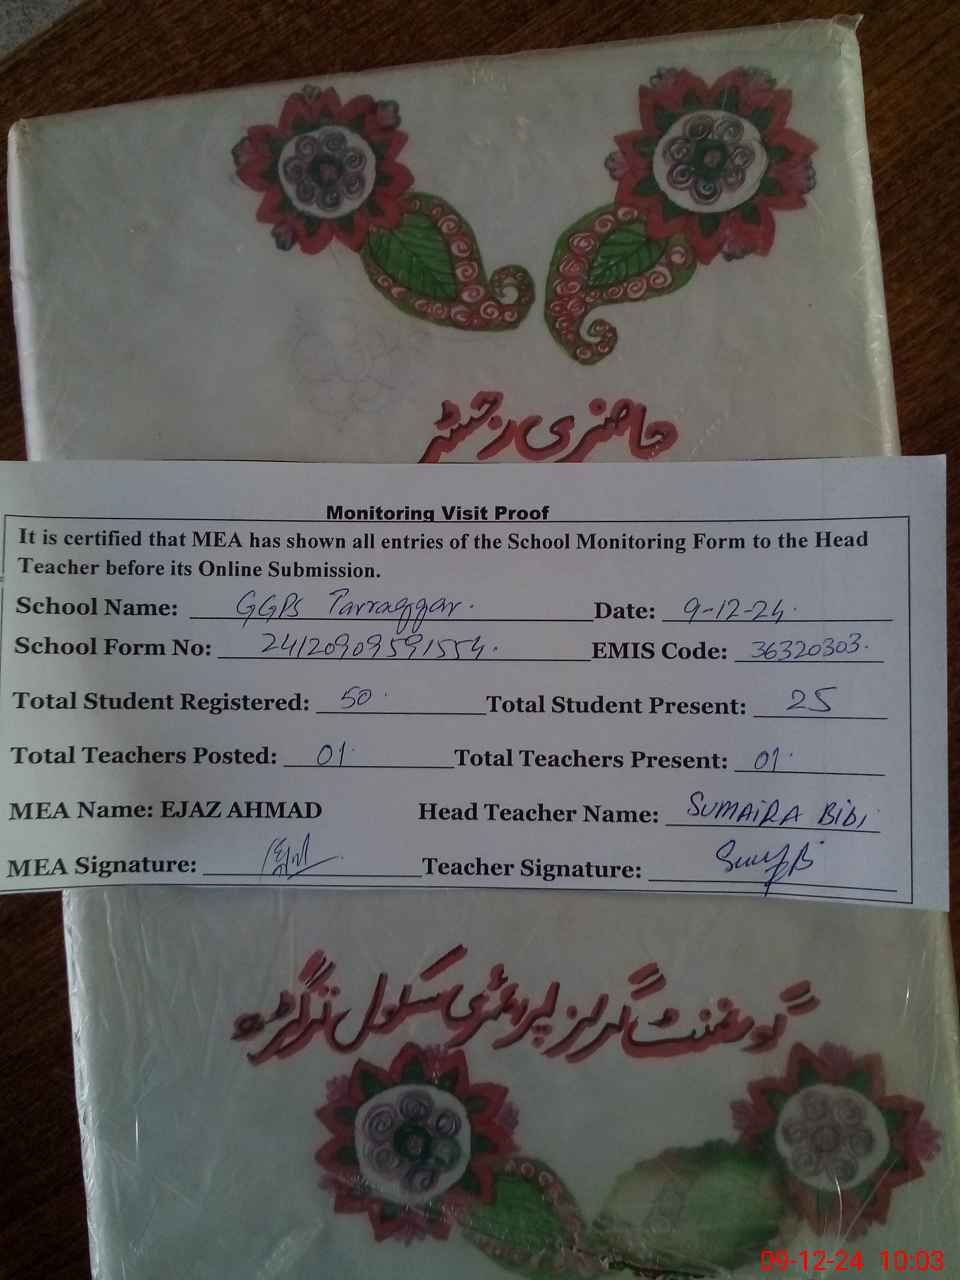 حاضری رجسٹر
Monitoring Visit Proof
It is certified that MEA has shown all entries of the School Monitoring Form to the Head
Teacher before its Online Submission.
School Name: GGPS Tarraggar. Date: 9-12-24.
School Form No: 24120909591554. EMIS Code: 36320303.
Total Student Registered: 50 Total Student Present: 25
Total Teachers Posted: 01 Total Teachers Present: 01
MEA Name: EJAZ AHMAD Head Teacher Name: SUMAIRA BiBi
MEA Signature: Teacher Signature:
گورنمنٹ گرلز پرائمری سکول ترگڑھ
09-12-24 10:03